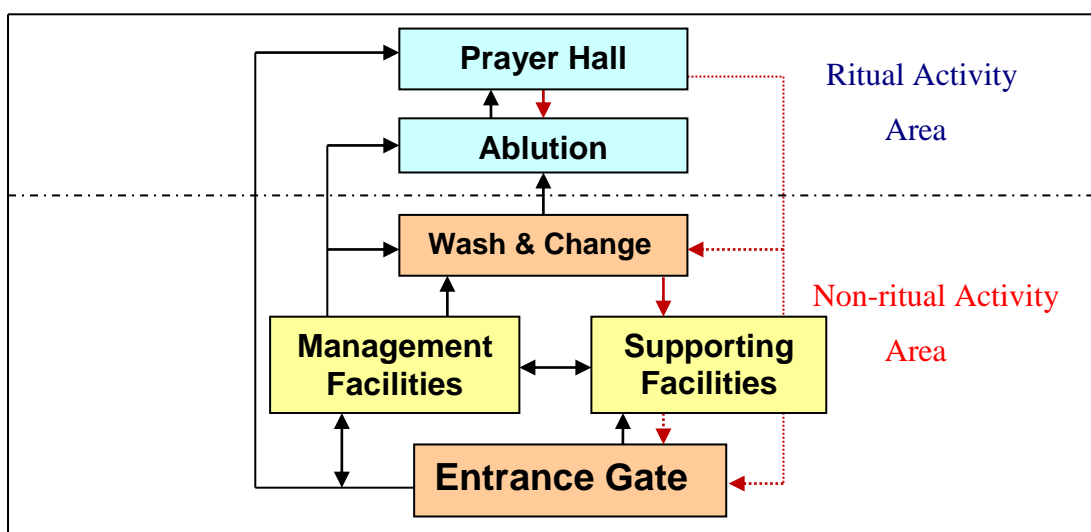 Prayer Hall
Ritual Activity
Area
Ablution
Wash & Change
Non-ritual Activity
Area
Management
Facilities
Supporting
Facilities
Entrance Gate